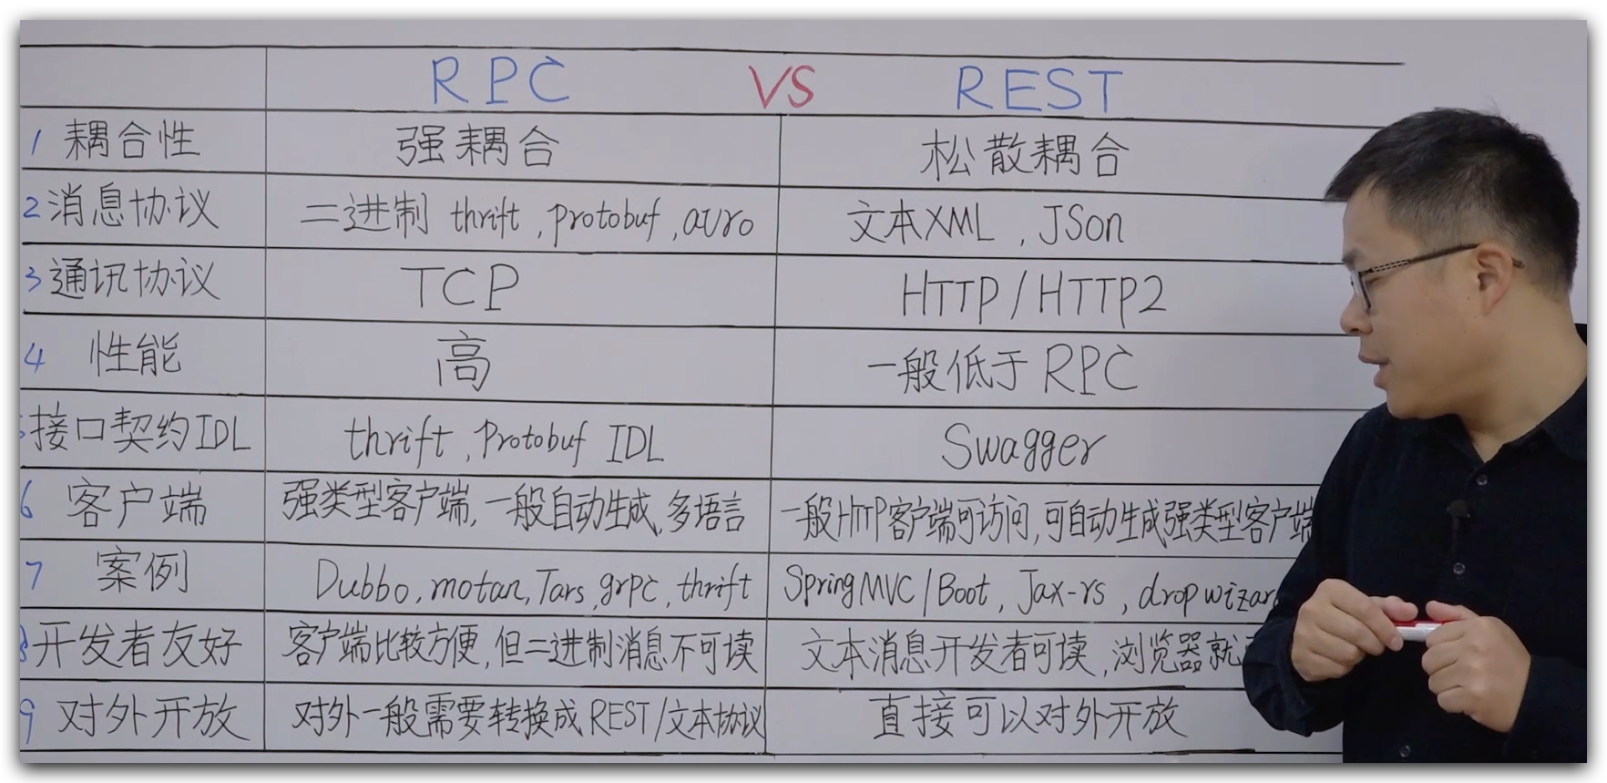 RPC VS REST
1 耦合性 强耦合 松散耦合
2 消息协议 二进制 thrift, protobuf, avro 文本XML, JSon
3 通讯协议 TCP HTTP/HTTP2
4 性能 高 一般低于RPC
接口契约IDL thrift, Protobuf IDL Swagger
6 客户端 强类型客户端,一般自动生成,多语言 一般HTTP客户端可访问,可自动生成强类型客户端
7 案例 Dubbo, motan, Tars, grpc, thrift SpringMVC/Boot, Jax-rs, dropwizar
8 开发者友好 客户端比较方便,但二进制消息不可读 文本消息开发者可读,浏览器就
9 对外开放 对外一般需要转换成REST/文本协议 直接可以对外开放